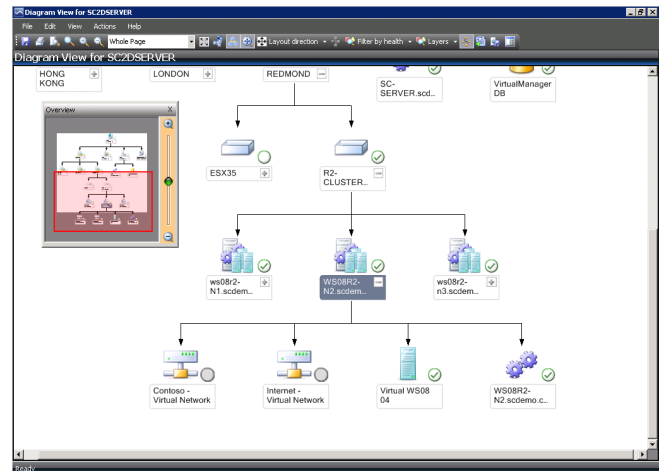 Diagram View for SC2DSERVER
File Edit View Actions Help
Whole Page Layout direction Filter by health Layers
Diagram View for SC2DSERVER
HONG KONG
LONDON
REDMOND
SC-
SERVER.scd...
VirtualManager
DB
Overview X
ESX35
R2-
CLUSTER...
ws08r2-
N1.scdem...
WS08R2-
N2.scdem...
ws08r2-
n3.scdem...
Contoso -
Virtual Network
Internet -
Virtual Network
Virtual WS08
04
WS08R2-
N2.scdemo.c...
Ready